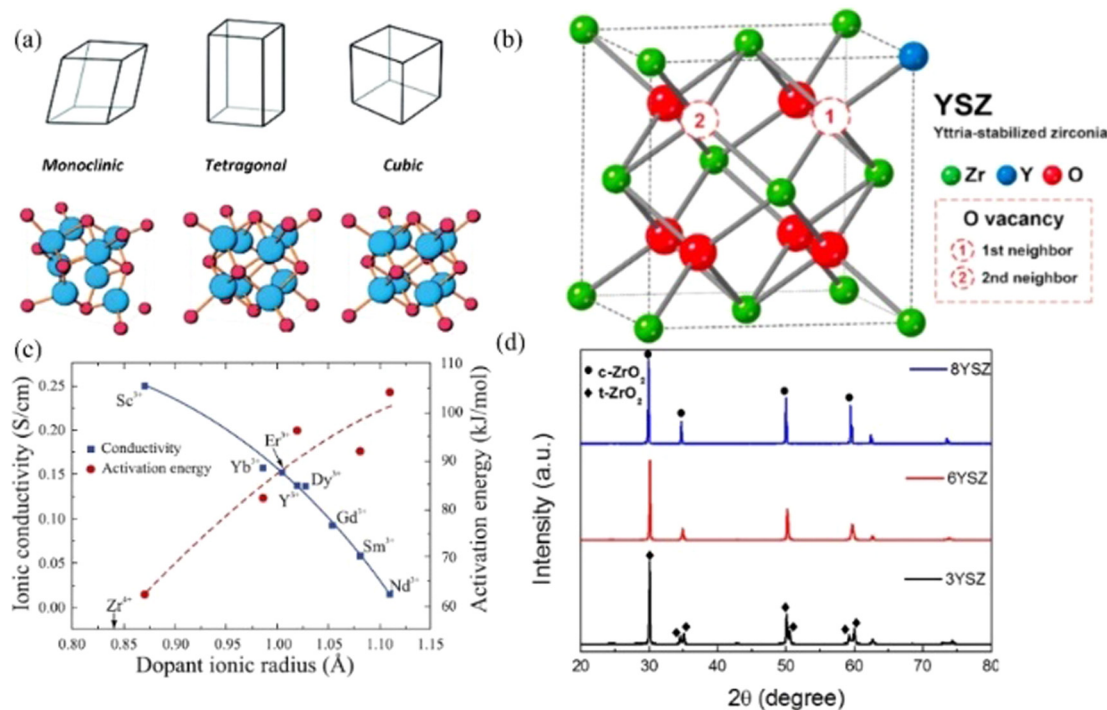 (a)
Monoclinic
Tetragonal
Cubic
(b)
2
1
YSZ
Yttria-stabilized zirconia
Zr
Y
O
O vacancy
1 1st neighbor
2 2nd neighbor
(c)
Ionic conductivity (S/cm)
0.25
0.20
0.15
0.10
0.05
0.00
Sc³⁺
Conductivity
Activation energy
Yb³⁺
Er³⁺
Y³⁺
Dy³⁺
Gd³⁺
Sm³⁺
Nd³⁺
Zr⁴⁺
110
100
90
80
70
60
Activation energy (kJ/mol)
0.80 0.85 0.90 0.95 1.00 1.05 1.10 1.15
Dopant ionic radius (Å)
(d)
Intensity (a.u.)
c-ZrO₂
t-ZrO₂
8YSZ
6YSZ
3YSZ
20 30 40 50 60 70 80
2θ (degree)